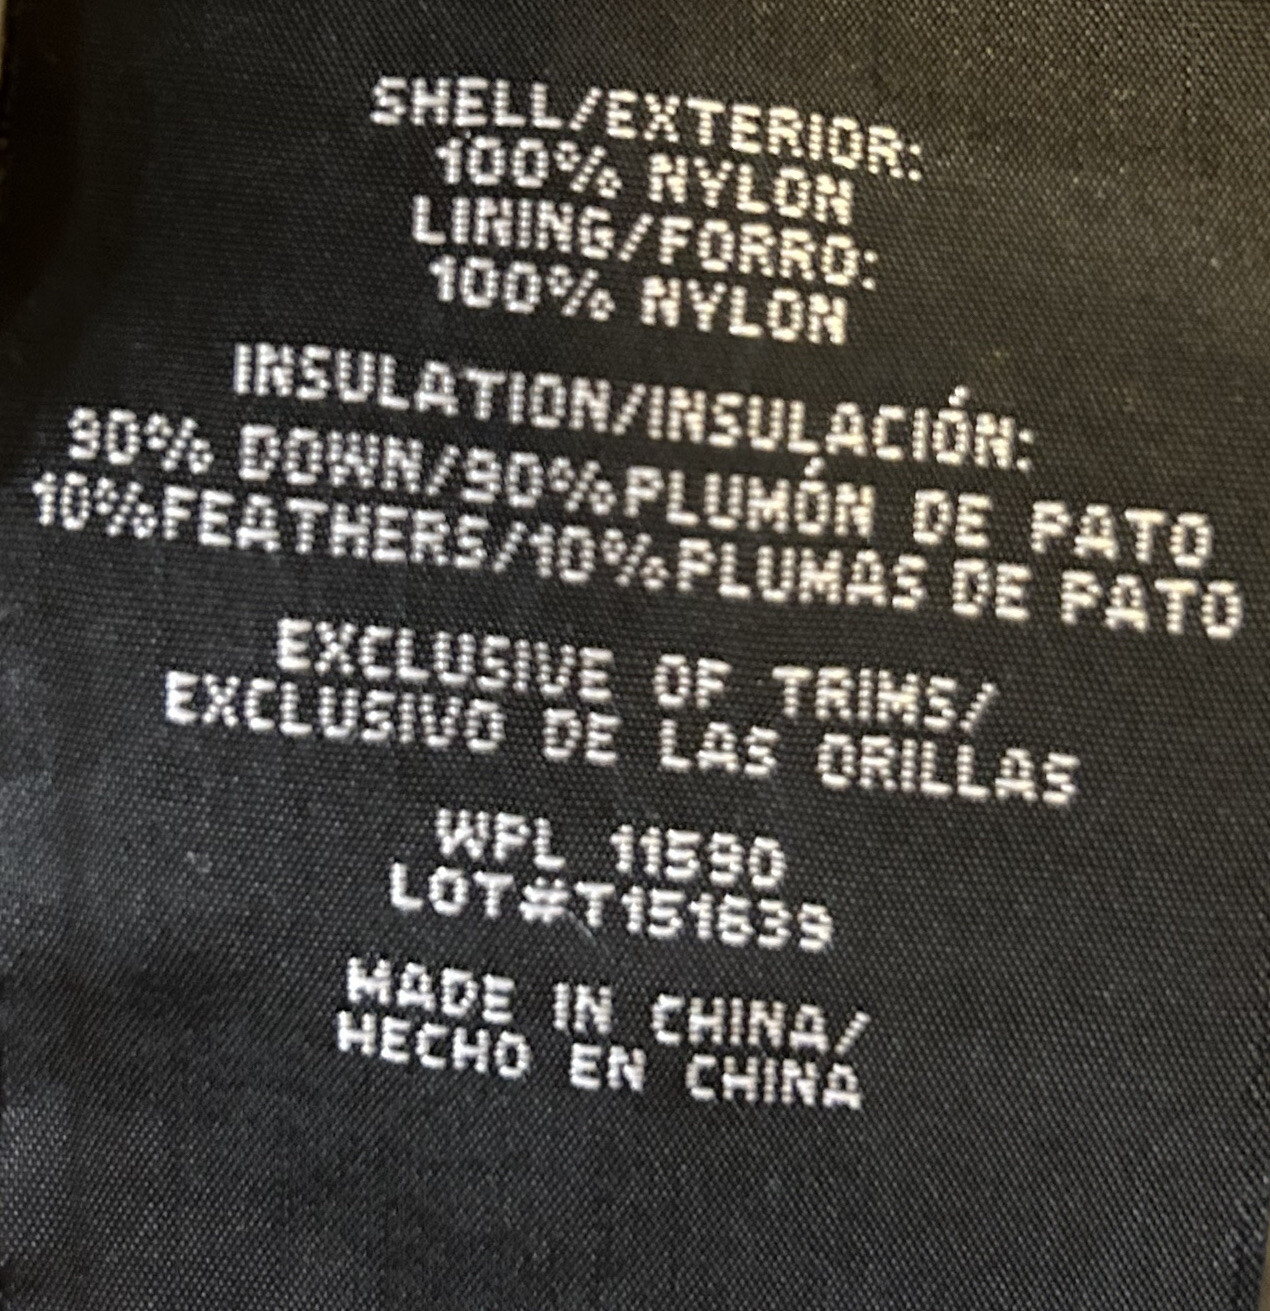 SHELL/EXTERIOR:
100% NYLON
LINING/FORRO:
100% NYLON
INSULATION/INSULACIÓN:
90% DOWN/90%PLUMÓN DE PATO
10%FEATHERS/10%PLUMAS DE PATO
EXCLUSIVE OF TRIMS/
EXCLUSIVO DE LAS ORILLAS
WPL 11590
LOT#T151639
MADE IN CHINA/
HECHO EN CHINA